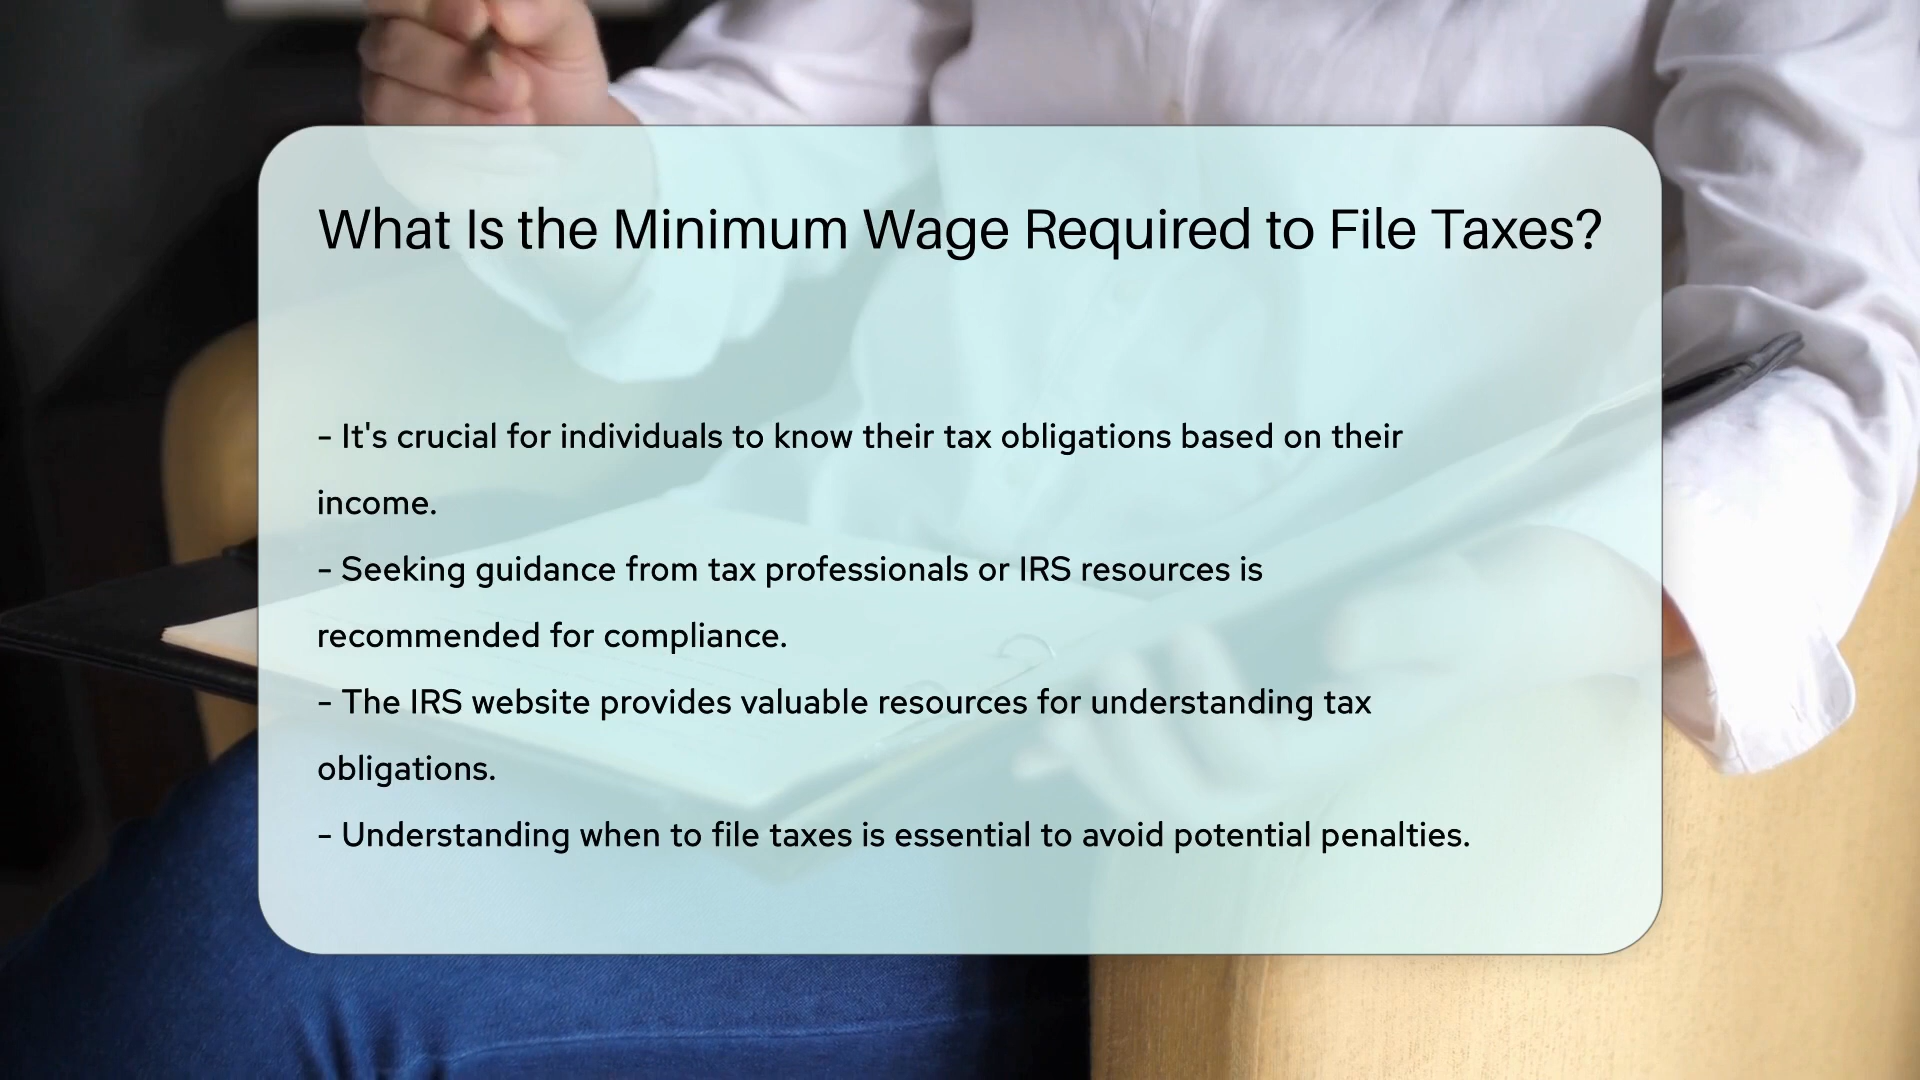 What Is the Minimum Wage Required to File Taxes?
- It's crucial for individuals to know their tax obligations based on their
income.
- Seeking guidance from tax professionals or IRS resources is
recommended for compliance.
- The IRS website provides valuable resources for understanding tax
obligations.
- Understanding when to file taxes is essential to avoid potential penalties.